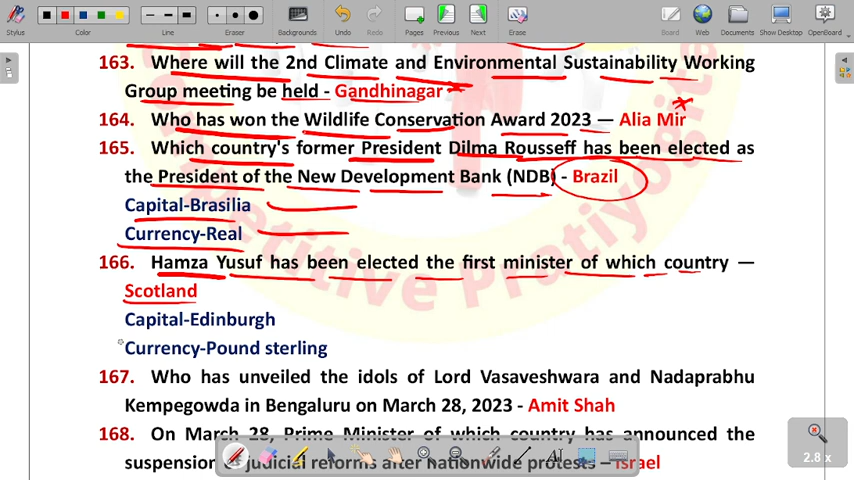 Stylus
Color
Line
Eraser
Backgrounds
Undo
Redo
Pages
Previous
Next
Erase
Board
Web
Documents
Show Desktop
OpenBoard
163. Where will the 2nd Climate and Environmental Sustainability Working
Group meeting be held - Gandhinagar
164. Who has won the Wildlife Conservation Award 2023 — Alia Mir
165. Which country's former President Dilma Rousseff has been elected as
the President of the New Development Bank (NDB) - Brazil
Capital-Brasilia
Currency-Real
166. Hamza Yusuf has been elected the first minister of which country —
Scotland
Capital-Edinburgh
Currency-Pound sterling
167. Who has unveiled the idols of Lord Vasaveshwara and Nadaprabhu
Kempegowda in Bengaluru on March 28, 2023 - Amit Shah
168. On March 28, Prime Minister of which country has announced the
suspension of judicial reforms after nationwide protests – Israel
2.8 x